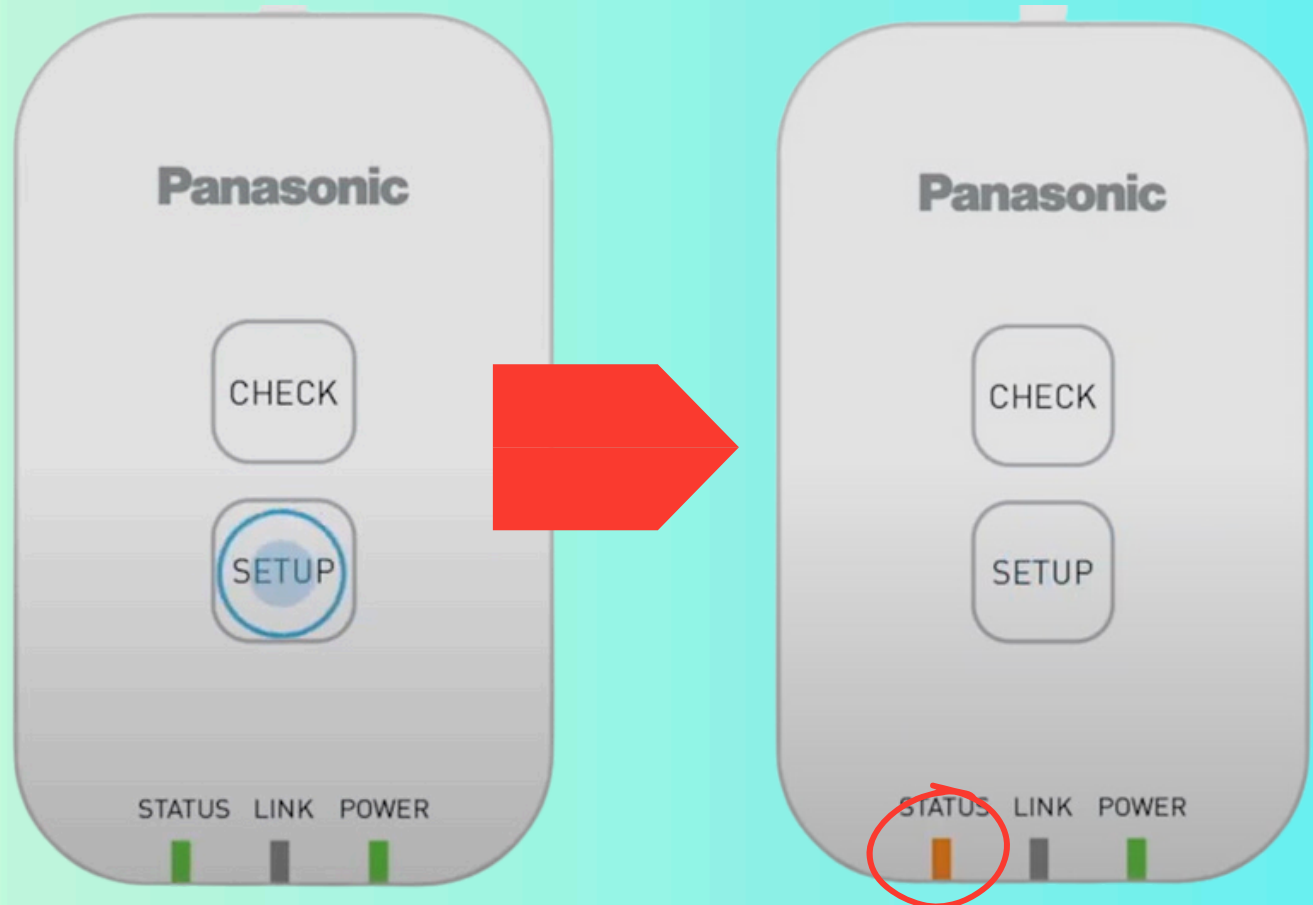 Panasonic
CHECK
SETUP
STATUS LINK POWER
Panasonic
CHECK
SETUP
STATUS LINK POWER